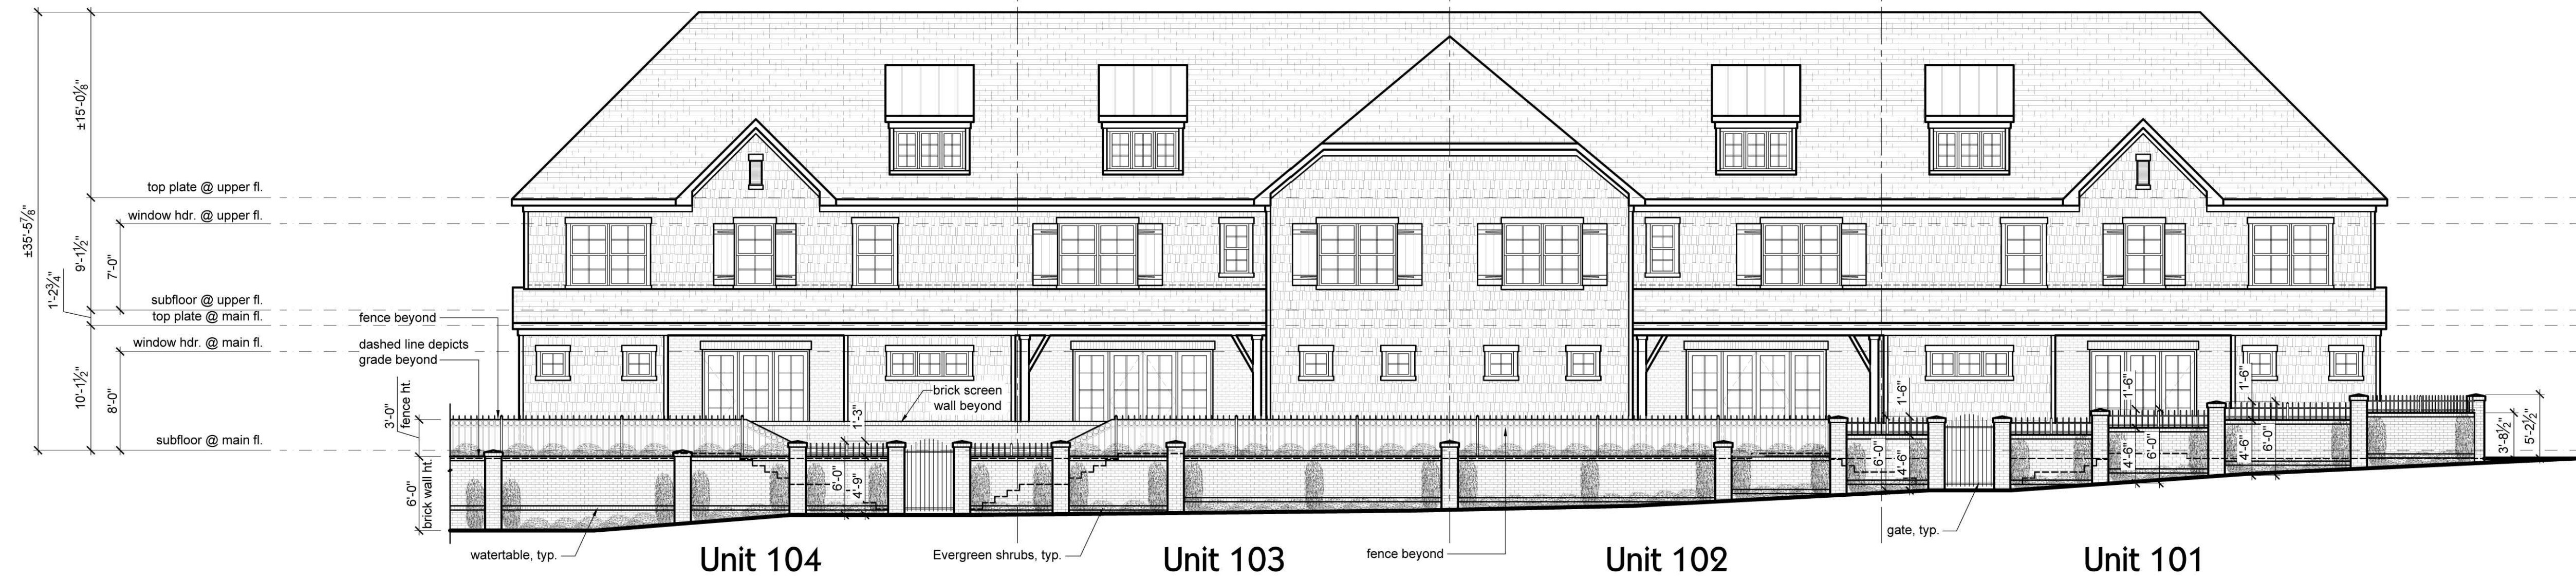 ±35'-5⅞"
±15'-0⅛"
9'-1½"
7'-0"
1'-2¾"
10'-1½"
8'-0"
top plate @ upper fl.
window hdr. @ upper fl.
subfloor @ upper fl.
top plate @ main fl.
window hdr. @ main fl.
subfloor @ main fl.
fence beyond
dashed line depicts
grade beyond
3'-0"
fence ht.
6'-0"
brick wall ht.
brick screen
wall beyond
1'-3"
6'-0"
4'-9"
1'-6"
6'-0"
4'-6"
1'-6"
4'-6"
6'-0"
1'-6"
4'-6"
6'-0"
3'-8½"
5'-2½"
watertable, typ.
Evergreen shrubs, typ.
fence beyond
gate, typ.
Unit 104
Unit 103
Unit 102
Unit 101